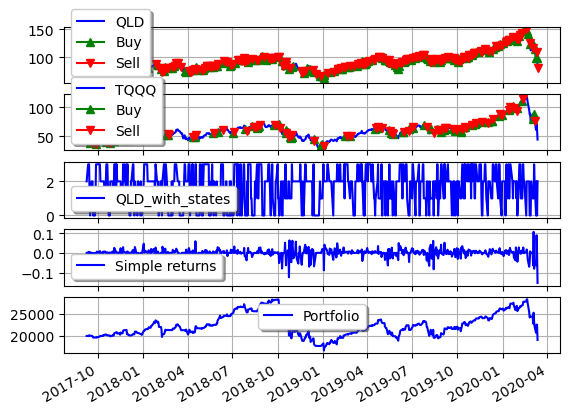 QLD
Buy
Sell
150
100
TQQQ
Buy
Sell
100
50
QLD_with_states
2
0
Simple returns
0.1
0.0
−0.1
Portfolio
25000
20000
2017-10
2018-01
2018-04
2018-07
2018-10
2019-01
2019-04
2019-07
2019-10
2020-01
2020-04